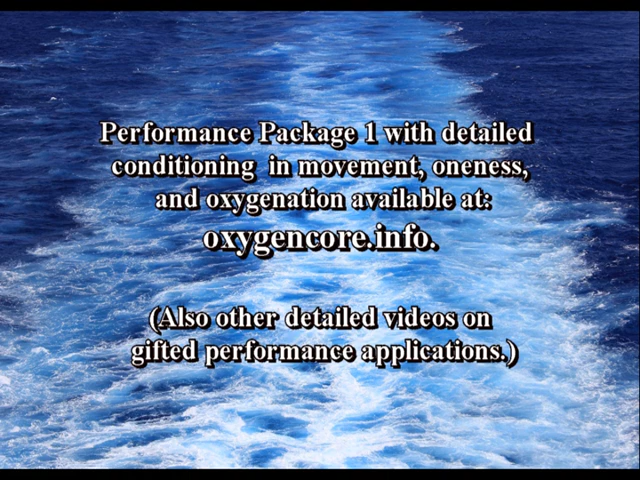 Performance Package 1 with detailed
conditioning in movement, oneness,
and oxygenation available at:
oxygencore.info.
(Also other detailed videos on
gifted performance applications.)